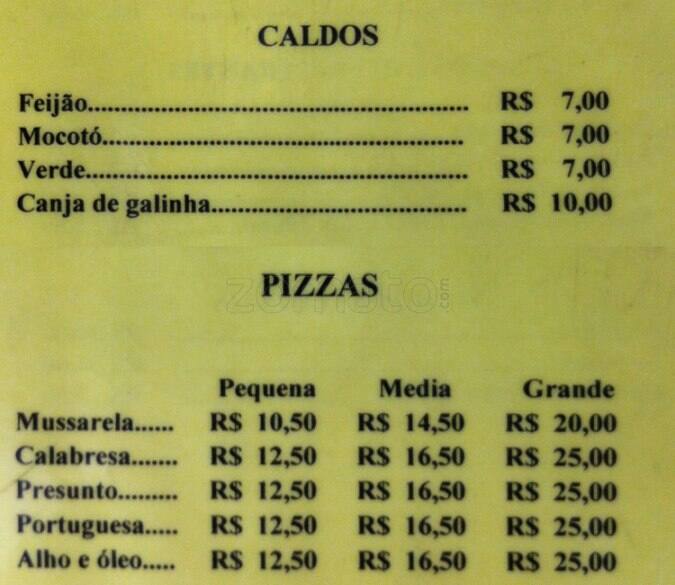 CALDOS
Feijão........................................................ R$ 7,00
Mocotó...................................................... R$ 7,00
Verde.......................................................... R$ 7,00
Canja de galinha...................................... R$ 10,00
PIZZAS
zomato.com
Pequena Media Grande
Mussarela...... R$ 10,50 R$ 14,50 R$ 20,00
Calabresa....... R$ 12,50 R$ 16,50 R$ 25,00
Presunto......... R$ 12,50 R$ 16,50 R$ 25,00
Portuguesa..... R$ 12,50 R$ 16,50 R$ 25,00
Alho e óleo..... R$ 12,50 R$ 16,50 R$ 25,00